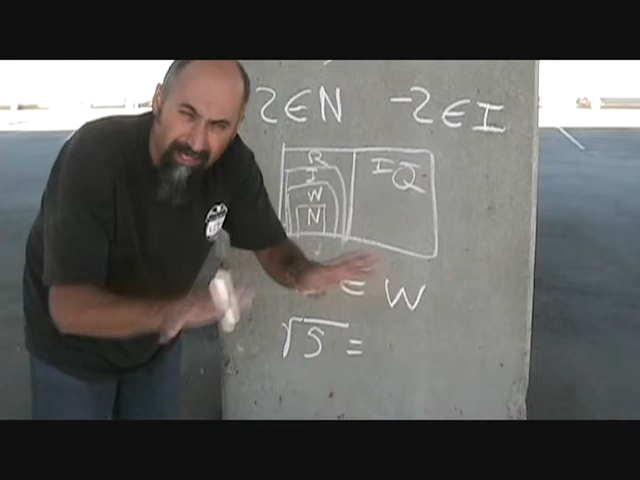 2∈N -2∈I
Q IQ̅
I
W
N
∈ W
√5 =